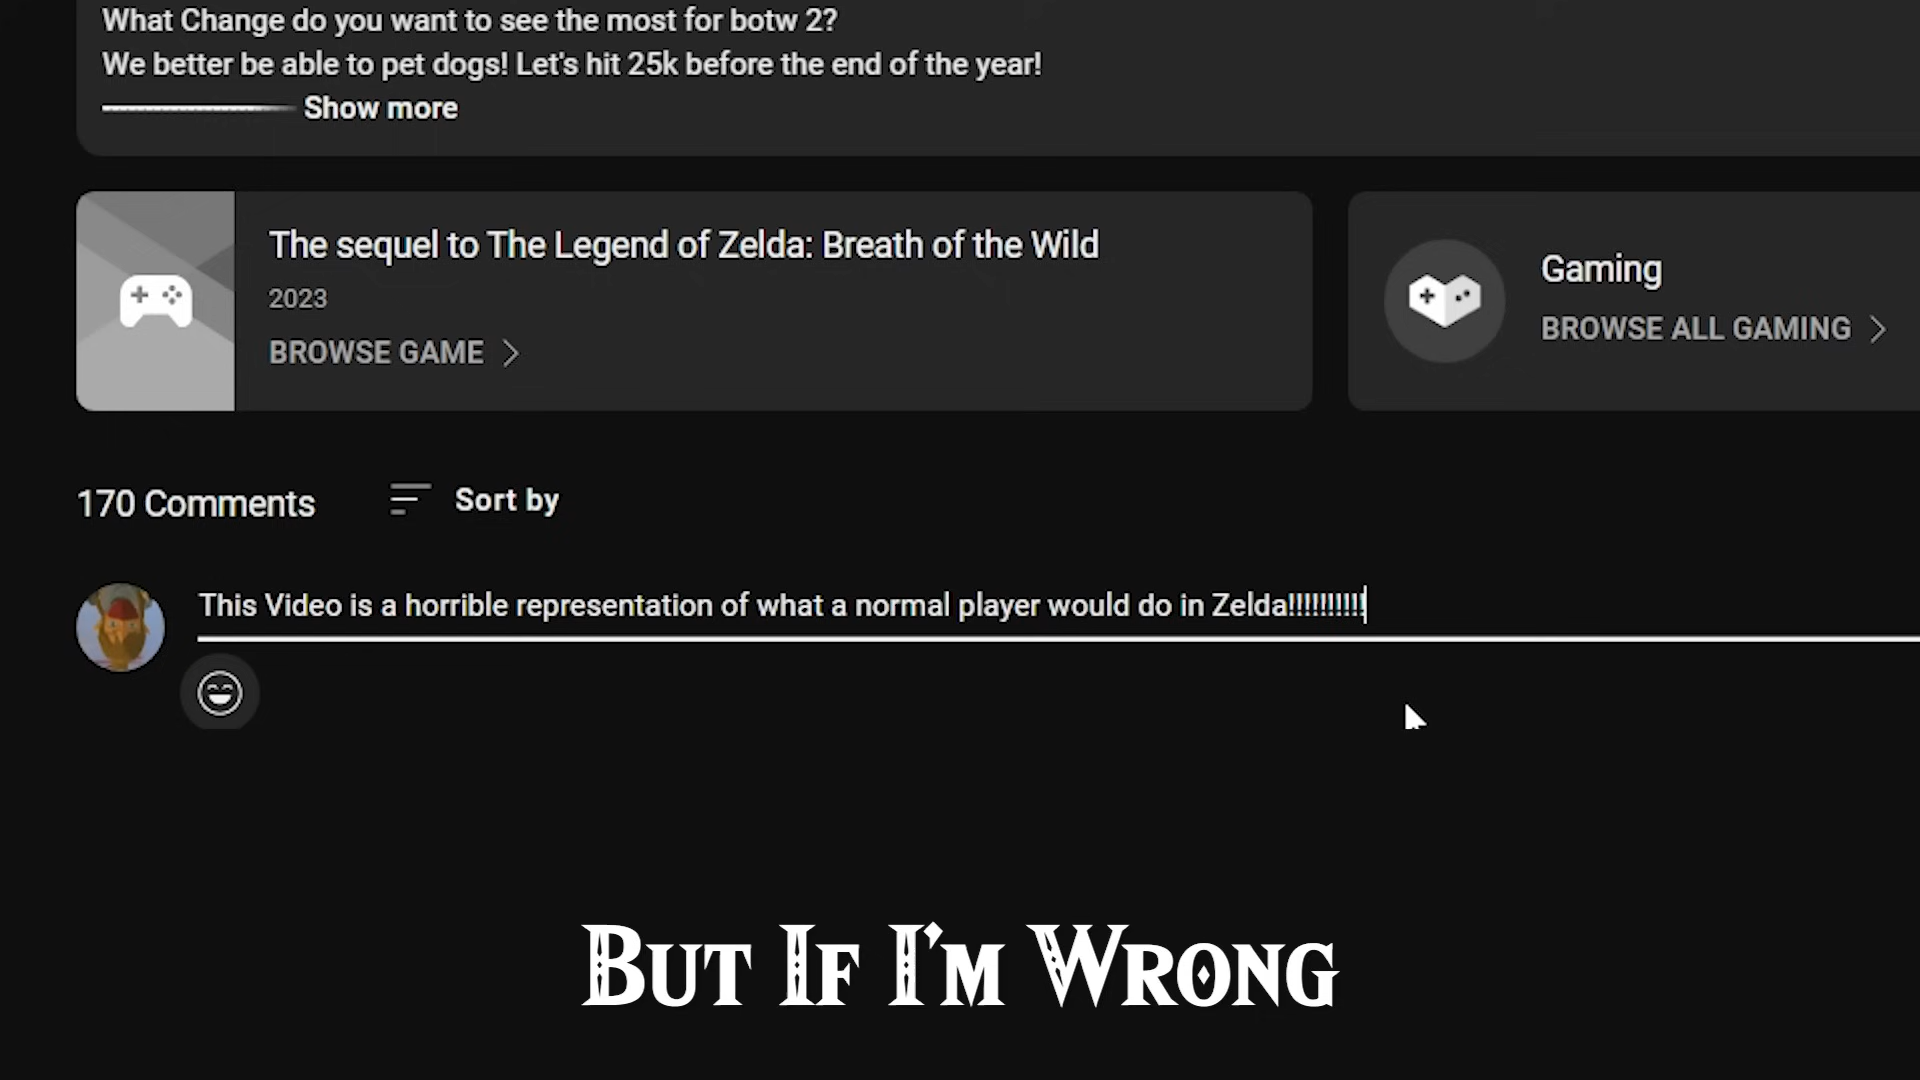 What Change do you want to see the most for botw 2?
We better be able to pet dogs! Let's hit 25k before the end of the year!
Show more
The sequel to The Legend of Zelda: Breath of the Wild
2023
BROWSE GAME
Gaming
BROWSE ALL GAMING
170 Comments
Sort by
This Video is a horrible representation of what a normal player would do in Zelda!!!!!!!!!!
But If I'm Wrong